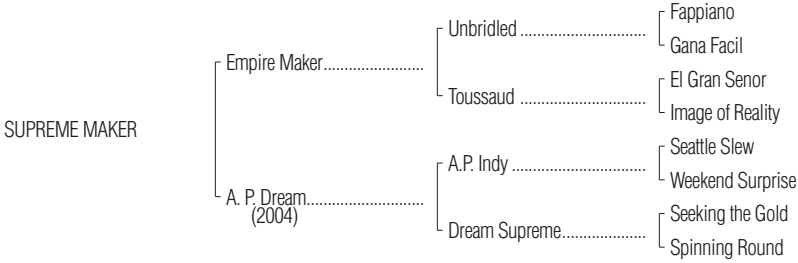 Fappiano
Unbridled ..............................
Gana Facil
Empire Maker........................
El Gran Senor
Toussaud ..............................
Image of Reality
SUPREME MAKER
Seattle Slew
A.P. Indy ................................
Weekend Surprise
A. P. Dream............................
(2004)
Seeking the Gold
Dream Supreme....................
Spinning Round